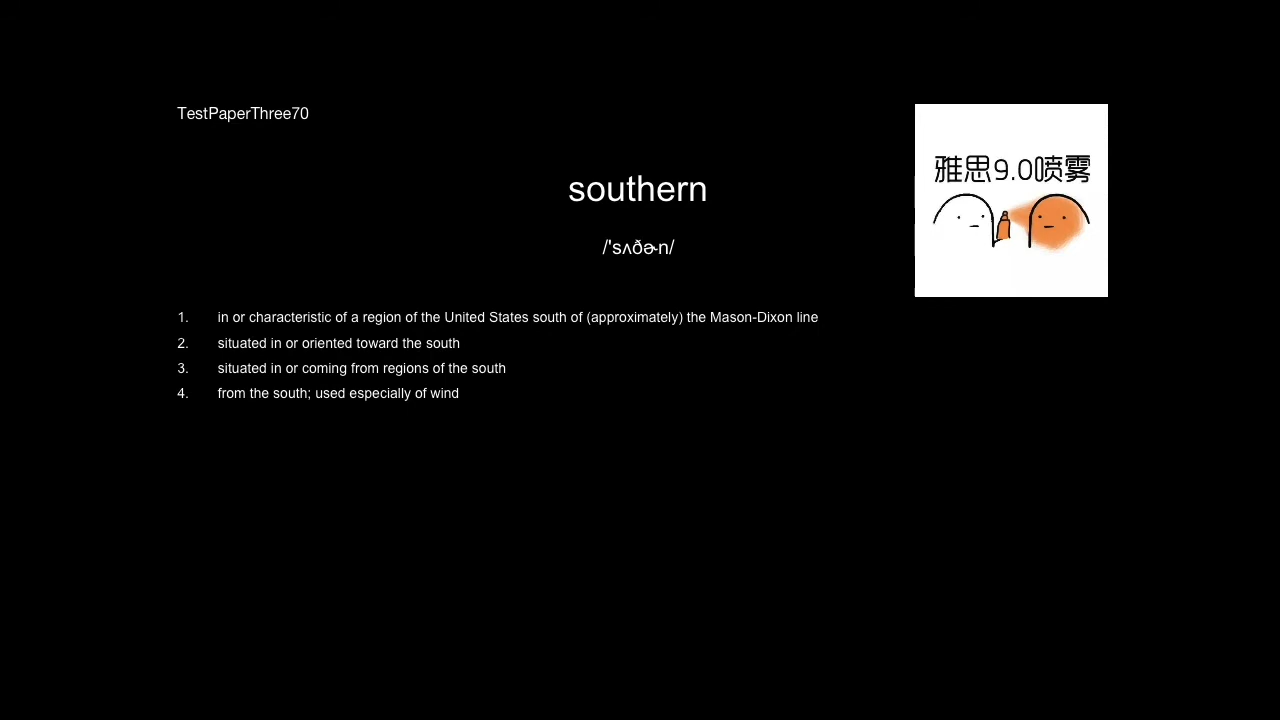 TestPaperThree70
雅思9.0喷雾
southern
/'sʌðɚn/
1. in or characteristic of a region of the United States south of (approximately) the Mason-Dixon line
2. situated in or oriented toward the south
3. situated in or coming from regions of the south
4. from the south; used especially of wind